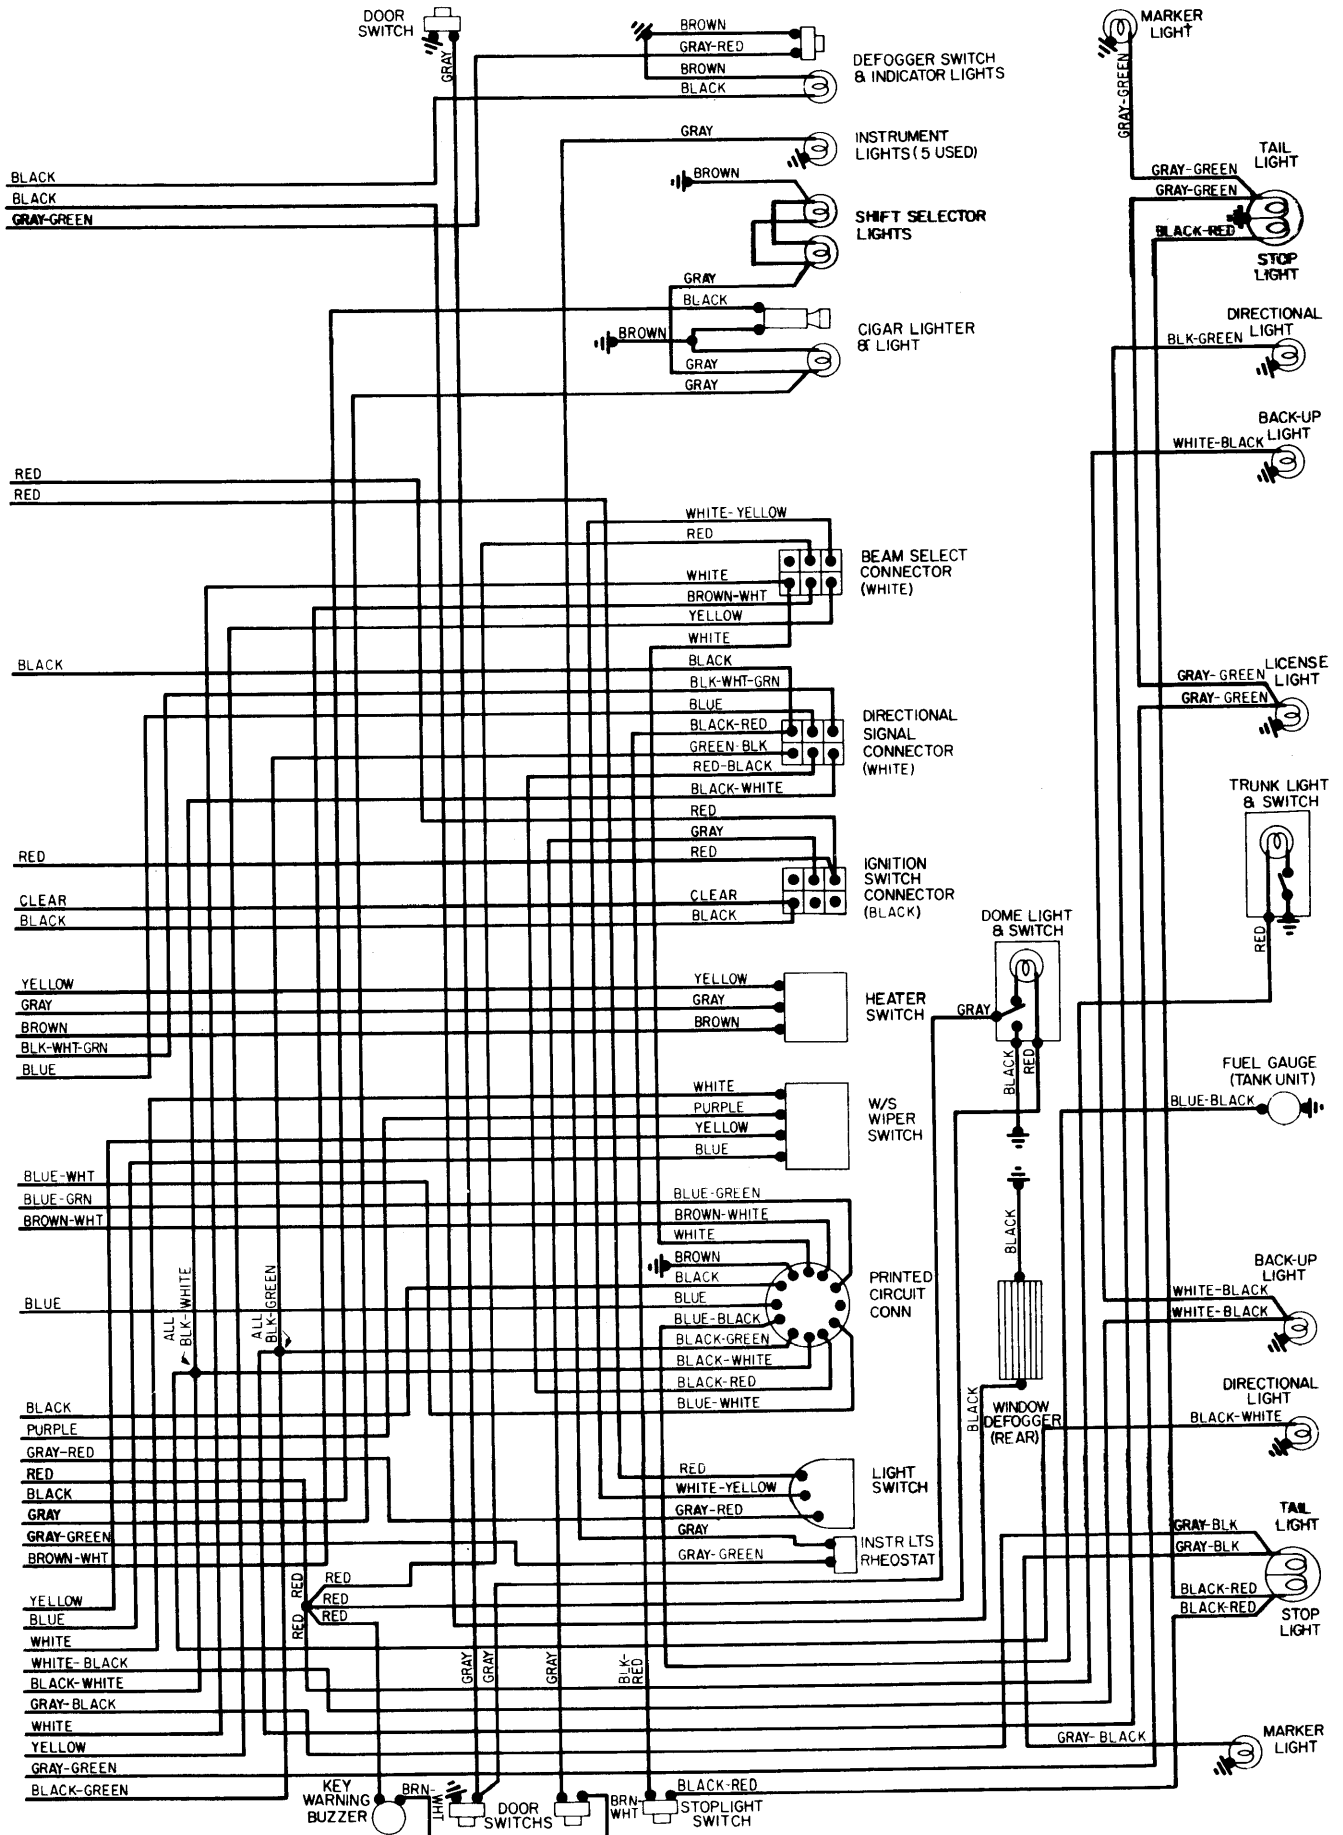 DOOR
SWITCH
GRAY
BROWN
GRAY-RED
BROWN
BLACK
DEFOGGER SWITCH
& INDICATOR LIGHTS
MARKER
LIGHT
GRAY-GREEN
GRAY
INSTRUMENT
LIGHTS (5 USED)
TAIL
LIGHT
GRAY-GREEN
GRAY-GREEN
BLACK-RED
STOP
LIGHT
BLACK
BLACK
GRAY-GREEN
BROWN
SHIFT SELECTOR
LIGHTS
GRAY
BLACK
BROWN
CIGAR LIGHTER
& LIGHT
GRAY
GRAY
DIRECTIONAL
LIGHT
BLK-GREEN
BACK-UP
LIGHT
WHITE-BLACK
RED
RED
WHITE-YELLOW
RED
WHITE
BROWN-WHT
YELLOW
WHITE
BEAM SELECT
CONNECTOR
(WHITE)
BLACK
BLACK
BLK-WHT-GRN
BLUE
BLACK-RED
GREEN-BLK
RED-BLACK
BLACK-WHITE
DIRECTIONAL
SIGNAL
CONNECTOR
(WHITE)
LICENSE
LIGHT
GRAY-GREEN
GRAY-GREEN
TRUNK LIGHT
& SWITCH
RED
RED
GRAY
RED
RED
CLEAR
BLACK
CLEAR
BLACK
IGNITION
SWITCH
CONNECTOR
(BLACK)
DOME LIGHT
& SWITCH
GRAY
BLACK
RED
YELLOW
GRAY
BROWN
BLK-WHT-GRN
BLUE
YELLOW
GRAY
BROWN
HEATER
SWITCH
FUEL GAUGE
(TANK UNIT)
BLUE-BLACK
WHITE
PURPLE
YELLOW
BLUE
W/S
WIPER
SWITCH
BLUE-WHT
BLUE-GRN
BROWN-WHT
BLUE-GREEN
BROWN-WHITE
WHITE
BROWN
BLACK
BLUE
BLUE-BLACK
BLACK-GREEN
BLACK-WHITE
BLACK-RED
BLUE-WHITE
PRINTED
CIRCUIT
CONN
BLUE
ALL
BLK-WHITE
ALL
BLK-GREEN
BLACK
BLACK
WINDOW
DEFOGGER
(REAR)
BACK-UP
LIGHT
WHITE-BLACK
WHITE-BLACK
DIRECTIONAL
LIGHT
BLACK-WHITE
BLACK
PURPLE
GRAY-RED
RED
BLACK
GRAY
GRAY-GREEN
BROWN-WHT
RED
WHITE-YELLOW
GRAY-RED
GRAY
GRAY-GREEN
LIGHT
SWITCH
INSTR LTS
RHEOSTAT
TAIL
LIGHT
GRAY-BLK
GRAY-BLK
BLACK-RED
BLACK-RED
STOP
LIGHT
RED
RED
RED
RED
RED
YELLOW
BLUE
WHITE
WHITE-BLACK
BLACK-WHITE
GRAY-BLACK
WHITE
YELLOW
GRAY-GREEN
BLACK-GREEN
GRAY
GRAY
GRAY
BLK-
RED
GRAY-BLACK
MARKER
LIGHT
KEY
WARNING
BUZZER
BRN-
WHT
DOOR
SWITCHS
BRN-
WHT
BLACK-RED
STOPLIGHT
SWITCH